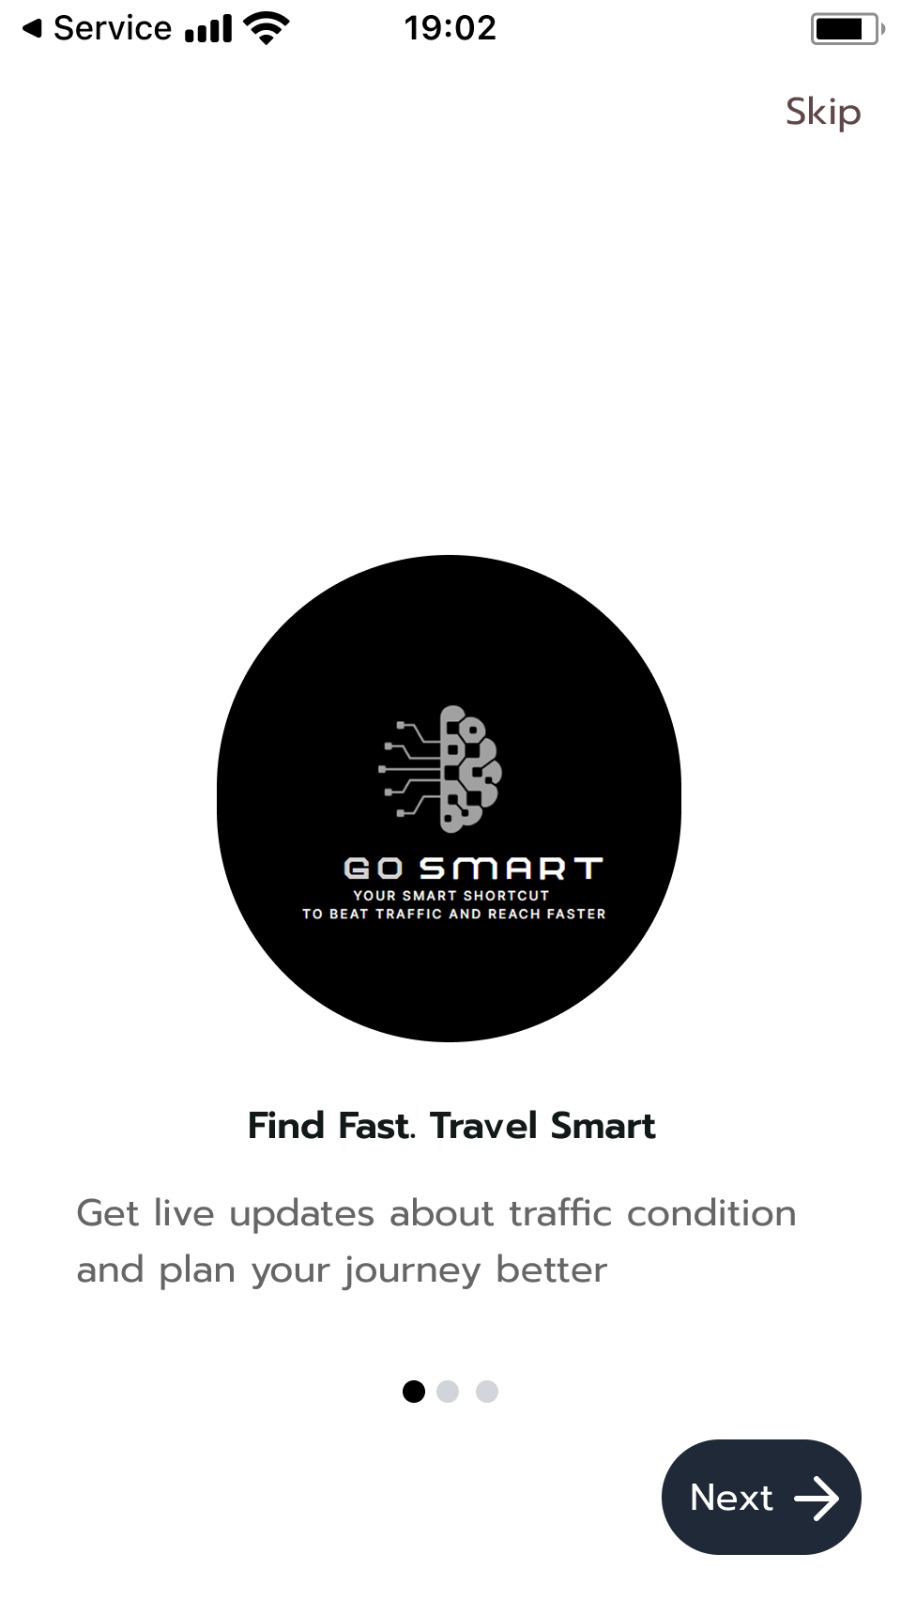 Service
19:02
Skip
GO SMART
YOUR SMART SHORTCUT
TO BEAT TRAFFIC AND REACH FASTER
Find Fast. Travel Smart
Get live updates about traffic condition
and plan your journey better
Next